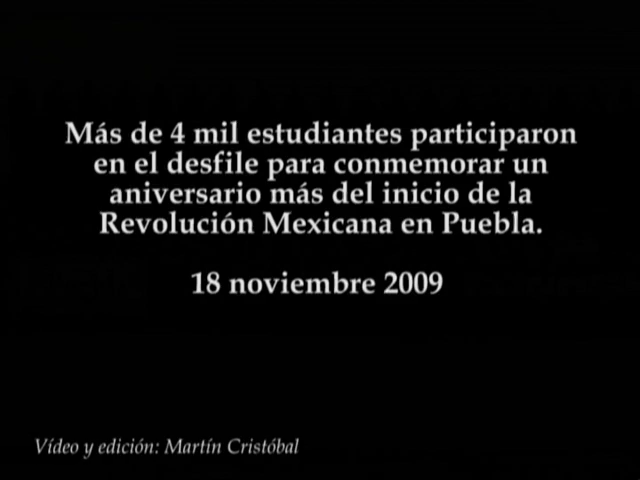 Más de 4 mil estudiantes participaron
en el desfile para conmemorar un
aniversario más del inicio de la
Revolución Mexicana en Puebla.
18 noviembre 2009
Vídeo y edición: Martín Cristóbal